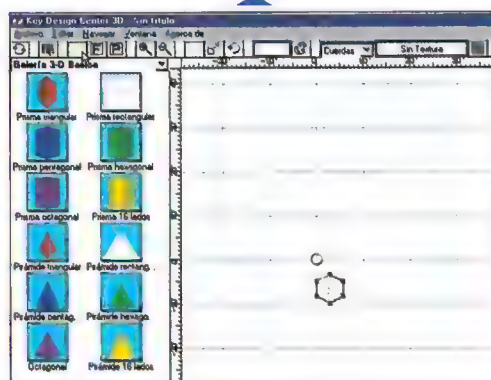 Key Design Center 3D - Sin título
Archivo Editar Navegar Ventana Acerca de
Cuerdas Sin Textura
Galería 3-D Básica
Prisma triangular Prisma rectangular
Prisma pentagonal Prisma hexagonal
Prisma octagonal Prisma 16 lados
Pirámide triangular Pirámide rectáng...
Pirámide pentag. Pirámide hexago.
Octagonal Pirámide 16 lados